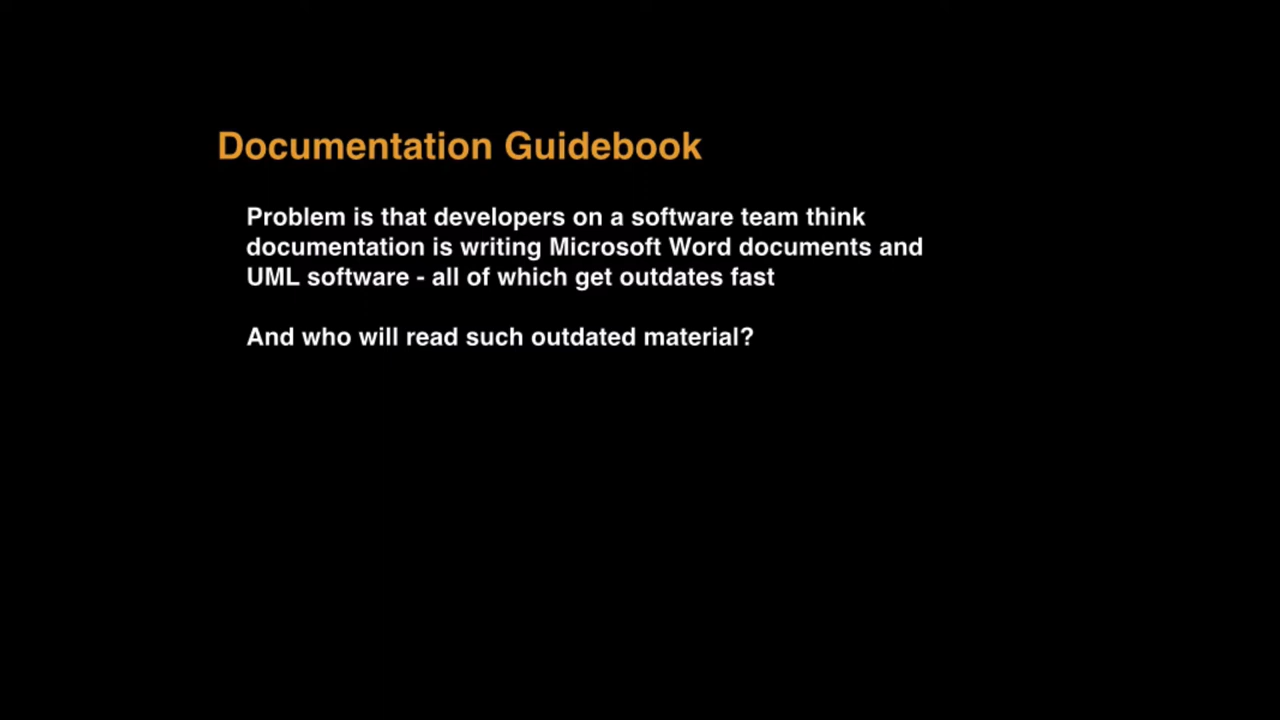 Documentation Guidebook
Problem is that developers on a software team think
documentation is writing Microsoft Word documents and
UML software - all of which get outdates fast
And who will read such outdated material?